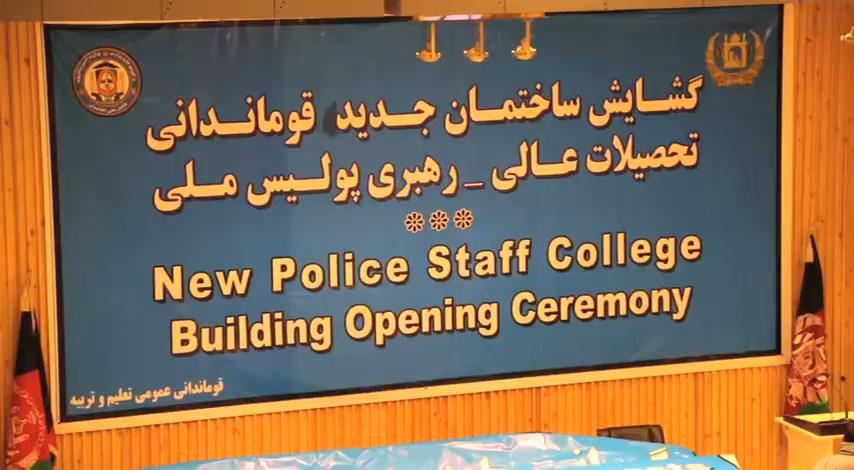 گشایش ساختمان جدید قوماندانی
تحصیلات عالی _ رهبری پولیس ملی
New Police Staff College
Building Opening Ceremony
قوماندانی عمومی تعلیم و تربیه